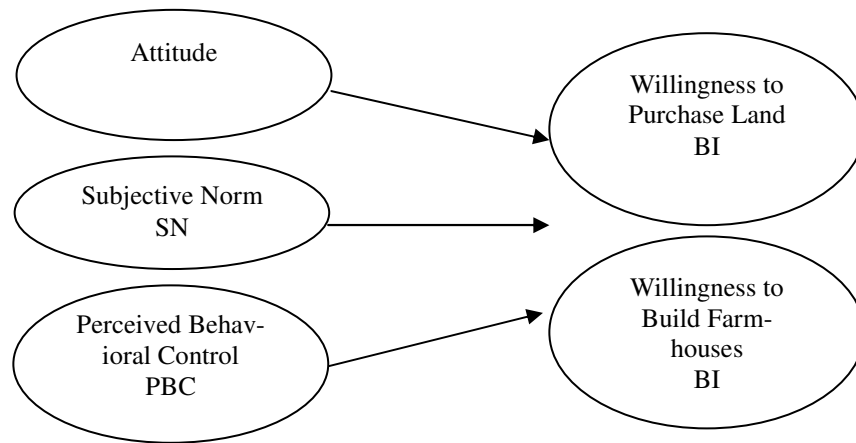 Attitude
Subjective Norm
SN
Perceived Behav-
ioral Control
PBC
Willingness to
Purchase Land
BI
Willingness to
Build Farm-
houses
BI